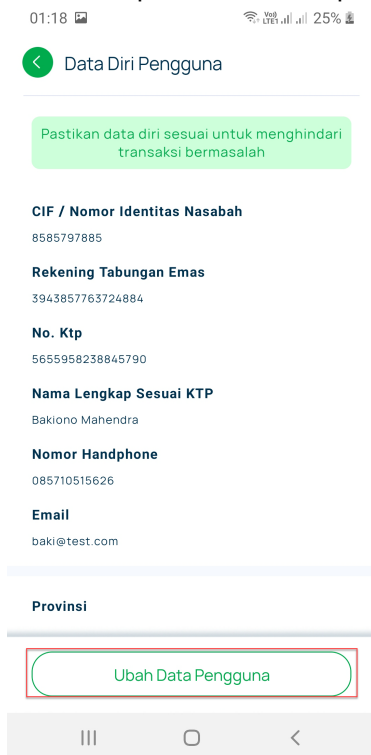 01:18 Vo)) LTE1 25%
Data Diri Pengguna
Pastikan data diri sesuai untuk menghindari
transaksi bermasalah
CIF / Nomor Identitas Nasabah
8585797885
Rekening Tabungan Emas
3943857763724884
No. Ktp
5655958238845790
Nama Lengkap Sesuai KTP
Bakiono Mahendra
Nomor Handphone
085710515626
Email
baki@test.com
Provinsi
Ubah Data Pengguna